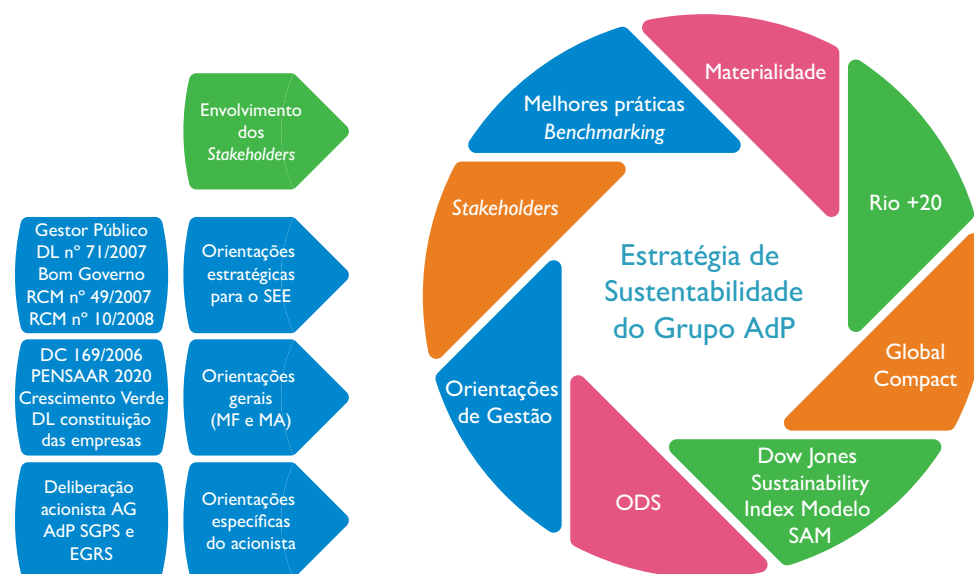 Envolvimento
dos
Stakeholders
Gestor Público
DL nº 71/2007
Bom Governo
RCM nº 49/2007
RCM nº 10/2008
Orientações
estratégicas
para o SEE
DC 169/2006
PENSAAR 2020
Crescimento Verde
DL constituição
das empresas
Orientações
gerais
(MF e MA)
Deliberação
acionista AG
AdP SGPS e
EGRS
Orientações
específicas
do acionista
Estratégia de
Sustentabilidade
do Grupo AdP
Materialidade
Rio +20
Global
Compact
Dow Jones
Sustainability
Index Modelo
SAM
ODS
Orientações
de Gestão
Stakeholders
Melhores práticas
Benchmarking